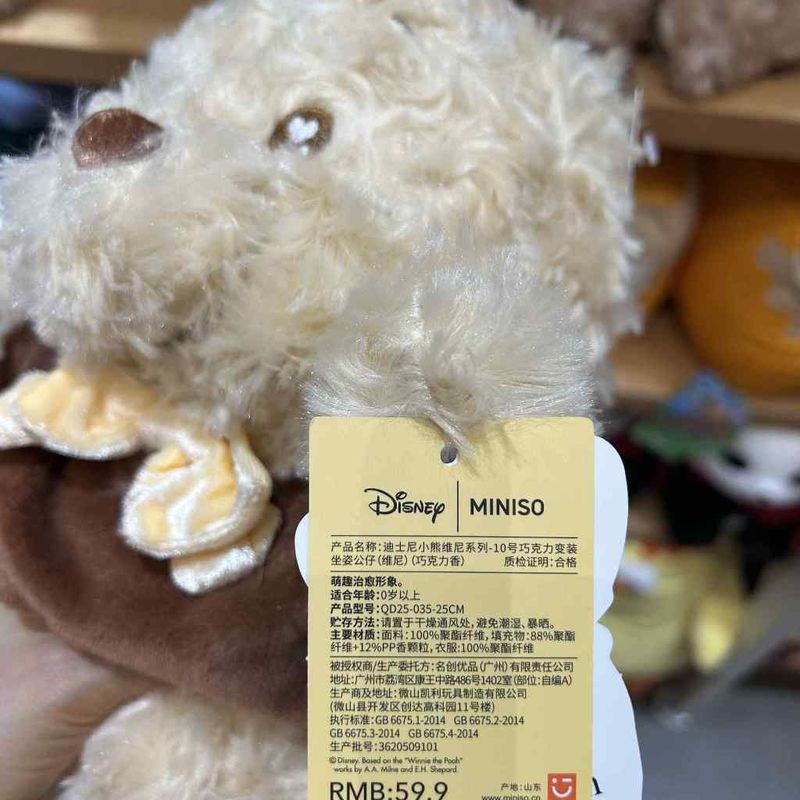 Disney | MINISO
产品名称:迪士尼小熊维尼系列-10号巧克力变装
坐姿公仔(维尼)(巧克力香) 质检证明:合格
萌趣治愈形象。
适合年龄:0岁以上
产品型号:QD25-035-25CM
贮存方法:请置于干燥通风处,避免潮湿、暴晒。
主要材质:面料:100%聚酯纤维,填充物:88%聚酯
纤维+12%PP香颗粒,衣服:100%聚酯纤维
被授权商/生产委托方:名创优品(广州)有限责任公司
地址:广州市荔湾区康王中路486号1402室(部位:自编A)
生产商及地址:微山凯利玩具制造有限公司
(微山县开发区创达高科园11号楼)
执行标准:GB 6675.1-2014 GB 6675.2-2014
GB 6675.3-2014 GB 6675.4-2014
生产批号:3620509101
©Disney. Based on the "Winnie the Pooh"
works by A.A. Milne and E.H. Shepard.
RMB:59.9
产地:山东
www.miniso.cn